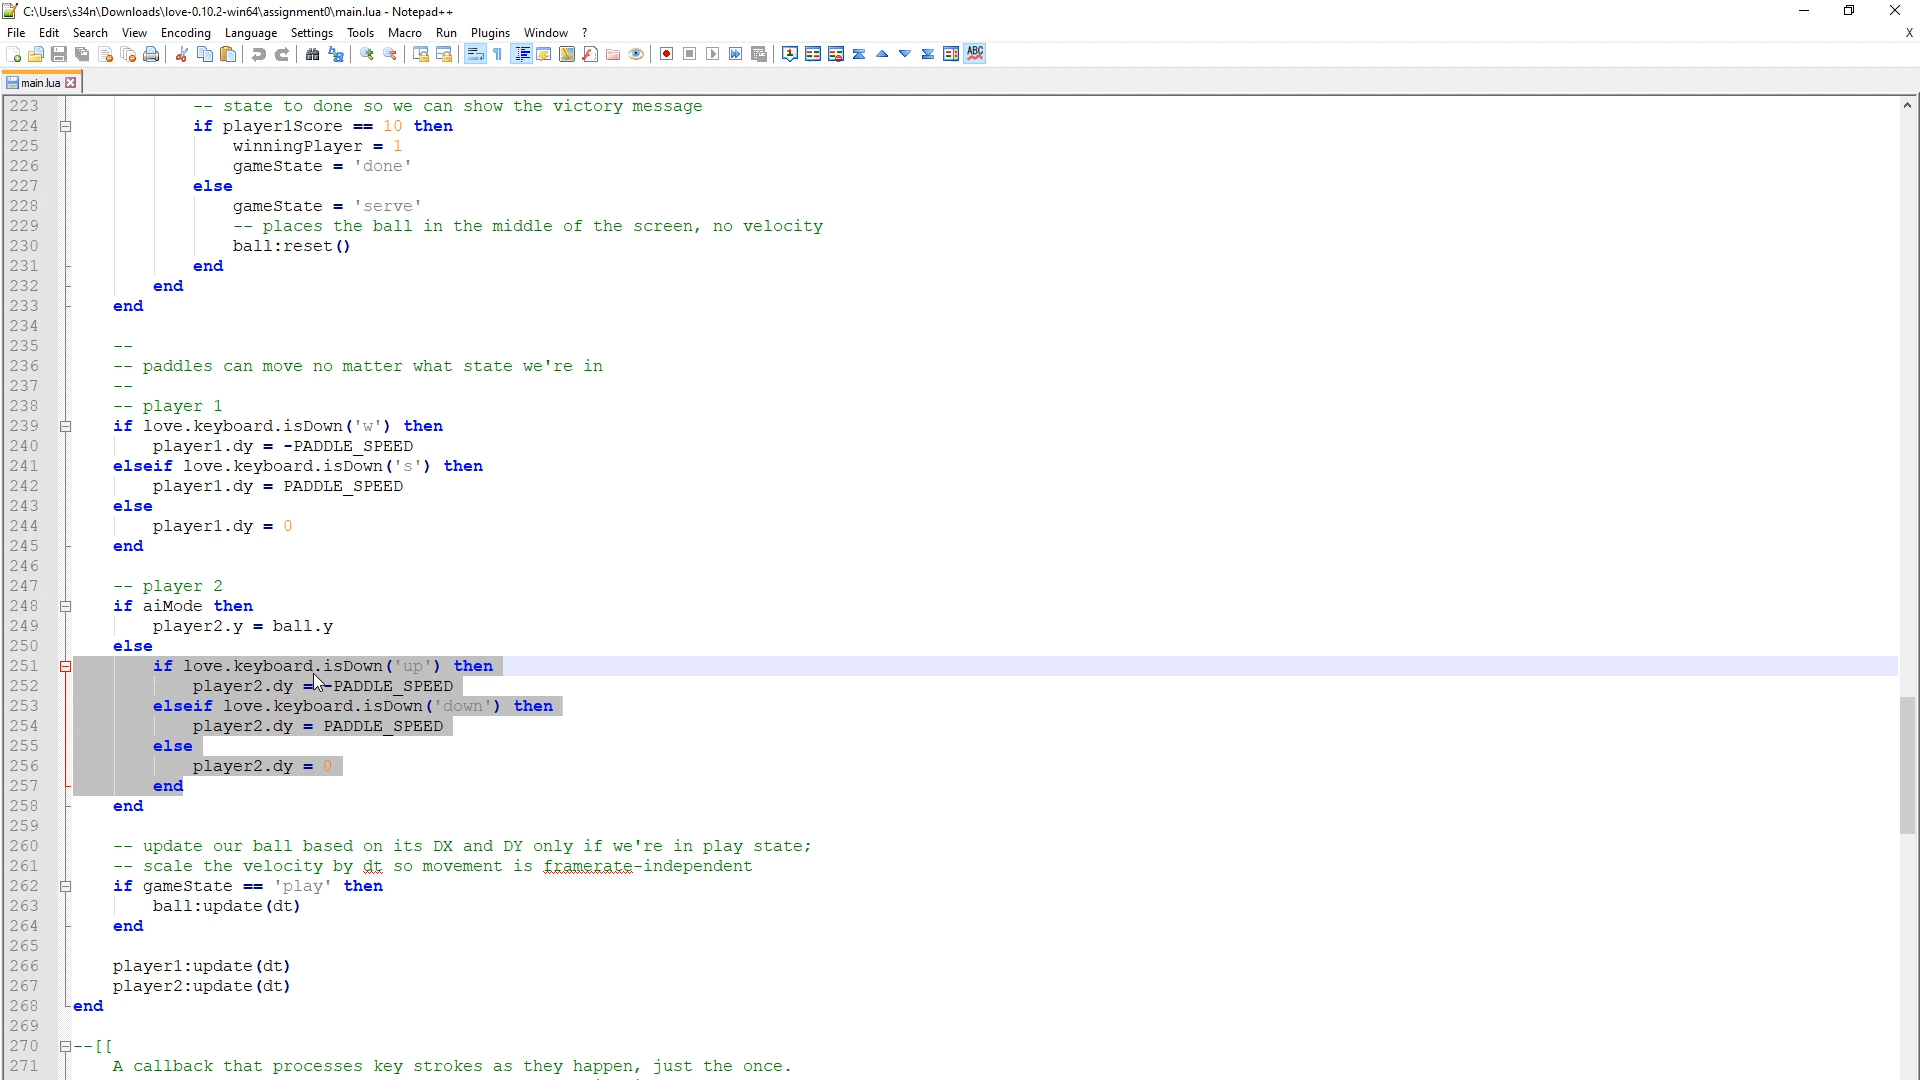 C:\Users\s34n\Downloads\love-0.10.2-win64\assignment0\main.lua - Notepad++
File Edit Search View Encoding Language Settings Tools Macro Run Plugins Window ? X
ABC
main.lua
223 -- state to done so we can show the victory message
224 if player1Score == 10 then
225 winningPlayer = 1
226 gameState = 'done'
227 else
228 gameState = 'serve'
229 -- places the ball in the middle of the screen, no velocity
230 ball:reset()
231 end
232 end
233 end
234
235 --
236 -- paddles can move no matter what state we're in
237 --
238 -- player 1
239 if love.keyboard.isDown('w') then
240 player1.dy = -PADDLE_SPEED
241 elseif love.keyboard.isDown('s') then
242 player1.dy = PADDLE_SPEED
243 else
244 player1.dy = 0
245 end
246
247 -- player 2
248 if aiMode then
249 player2.y = ball.y
250 else
251 if love.keyboard.isDown('up') then
252 player2.dy = -PADDLE_SPEED
253 elseif love.keyboard.isDown('down') then
254 player2.dy = PADDLE_SPEED
255 else
256 player2.dy = 0
257 end
258 end
259
260 -- update our ball based on its DX and DY only if we're in play state;
261 -- scale the velocity by dt so movement is framerate-independent
262 if gameState == 'play' then
263 ball:update(dt)
264 end
265
266 player1:update(dt)
267 player2:update(dt)
268 end
269
270 --[[
271 A callback that processes key strokes as they happen, just the once.